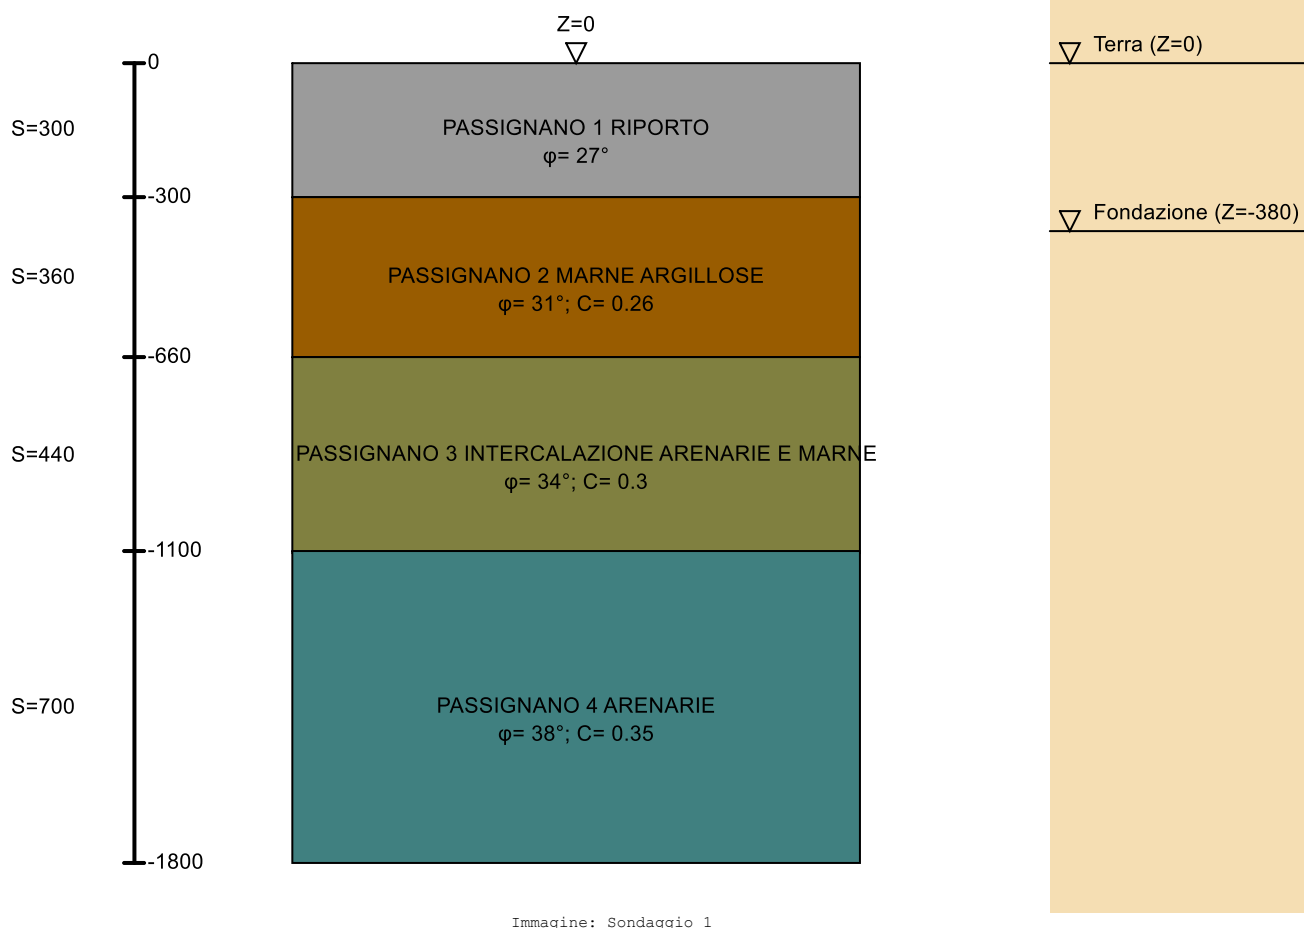 Z=0
0
Terra (Z=0)
S=300
PASSIGNANO 1 RIPORTO
φ= 27°
-300
Fondazione (Z=-380)
S=360
PASSIGNANO 2 MARNE ARGILLOSE
φ= 31°; C= 0.26
-660
S=440
PASSIGNANO 3 INTERCALAZIONE ARENARIE E MARNE
φ= 34°; C= 0.3
-1100
S=700
PASSIGNANO 4 ARENARIE
φ= 38°; C= 0.35
-1800
Immagine: Sondaggio 1